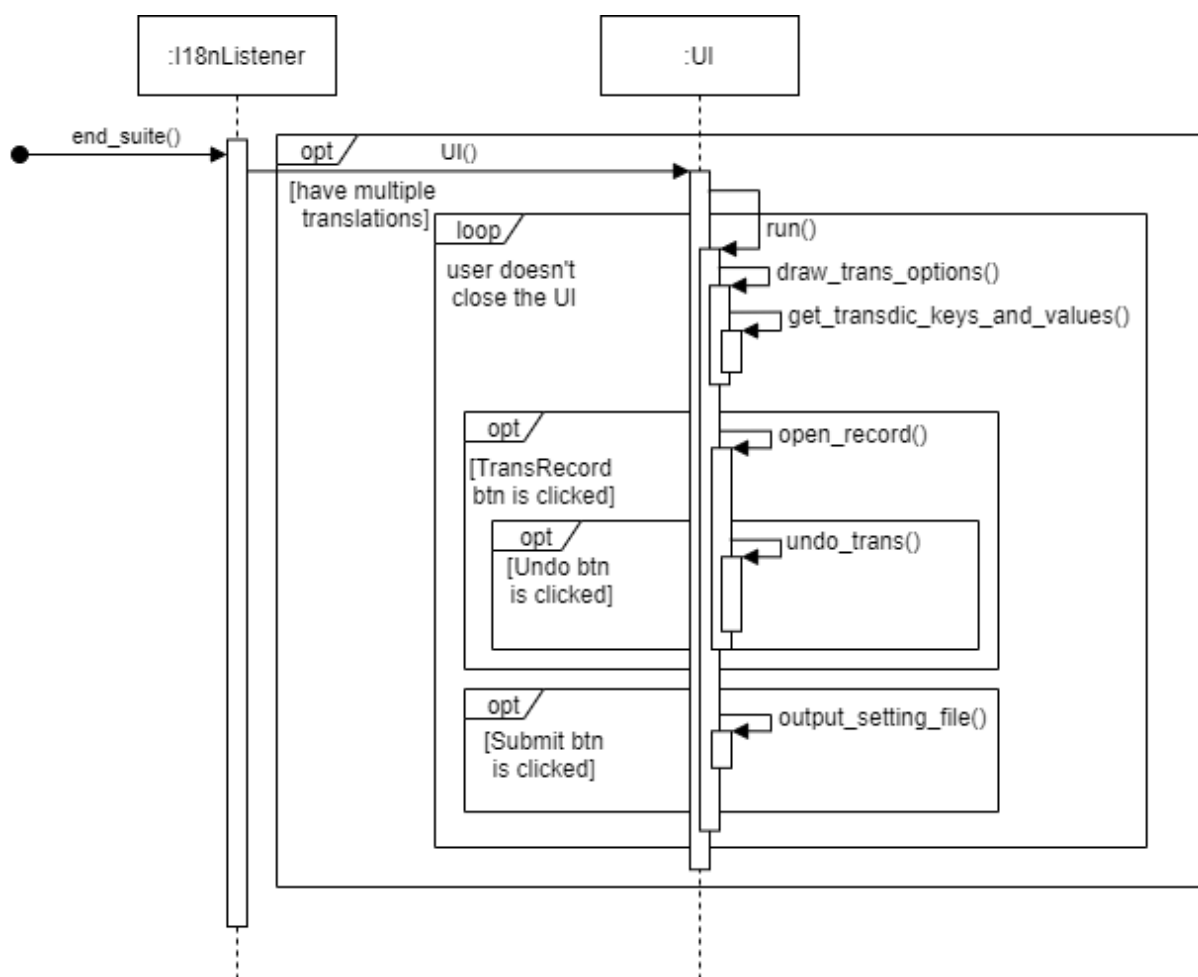 :I18nListener
:UI
end_suite()
opt
UI()
[have multiple
translations]
loop
run()
user doesn't
close the UI
draw_trans_options()
get_transdic_keys_and_values()
opt
open_record()
[TransRecord
btn is clicked]
opt
undo_trans()
[Undo btn
is clicked]
opt
output_setting_file()
[Submit btn
is clicked]